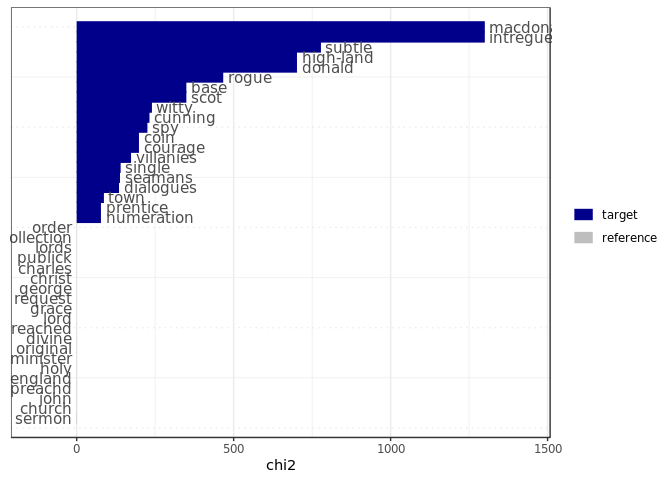 macdon
intregue
subtle
high-land
donald
rogue
base
scot
witty
cunning
spy
coin
courage
villanies
single
seamans
dialogues
town
prentice
humeration
order
ollection
lords
publick
charles
christ
george
request
grace
lord
reached
divine
original
minister
holy
england
preachd
john
church
sermon
0 500 1000 1500
chi2
target
reference